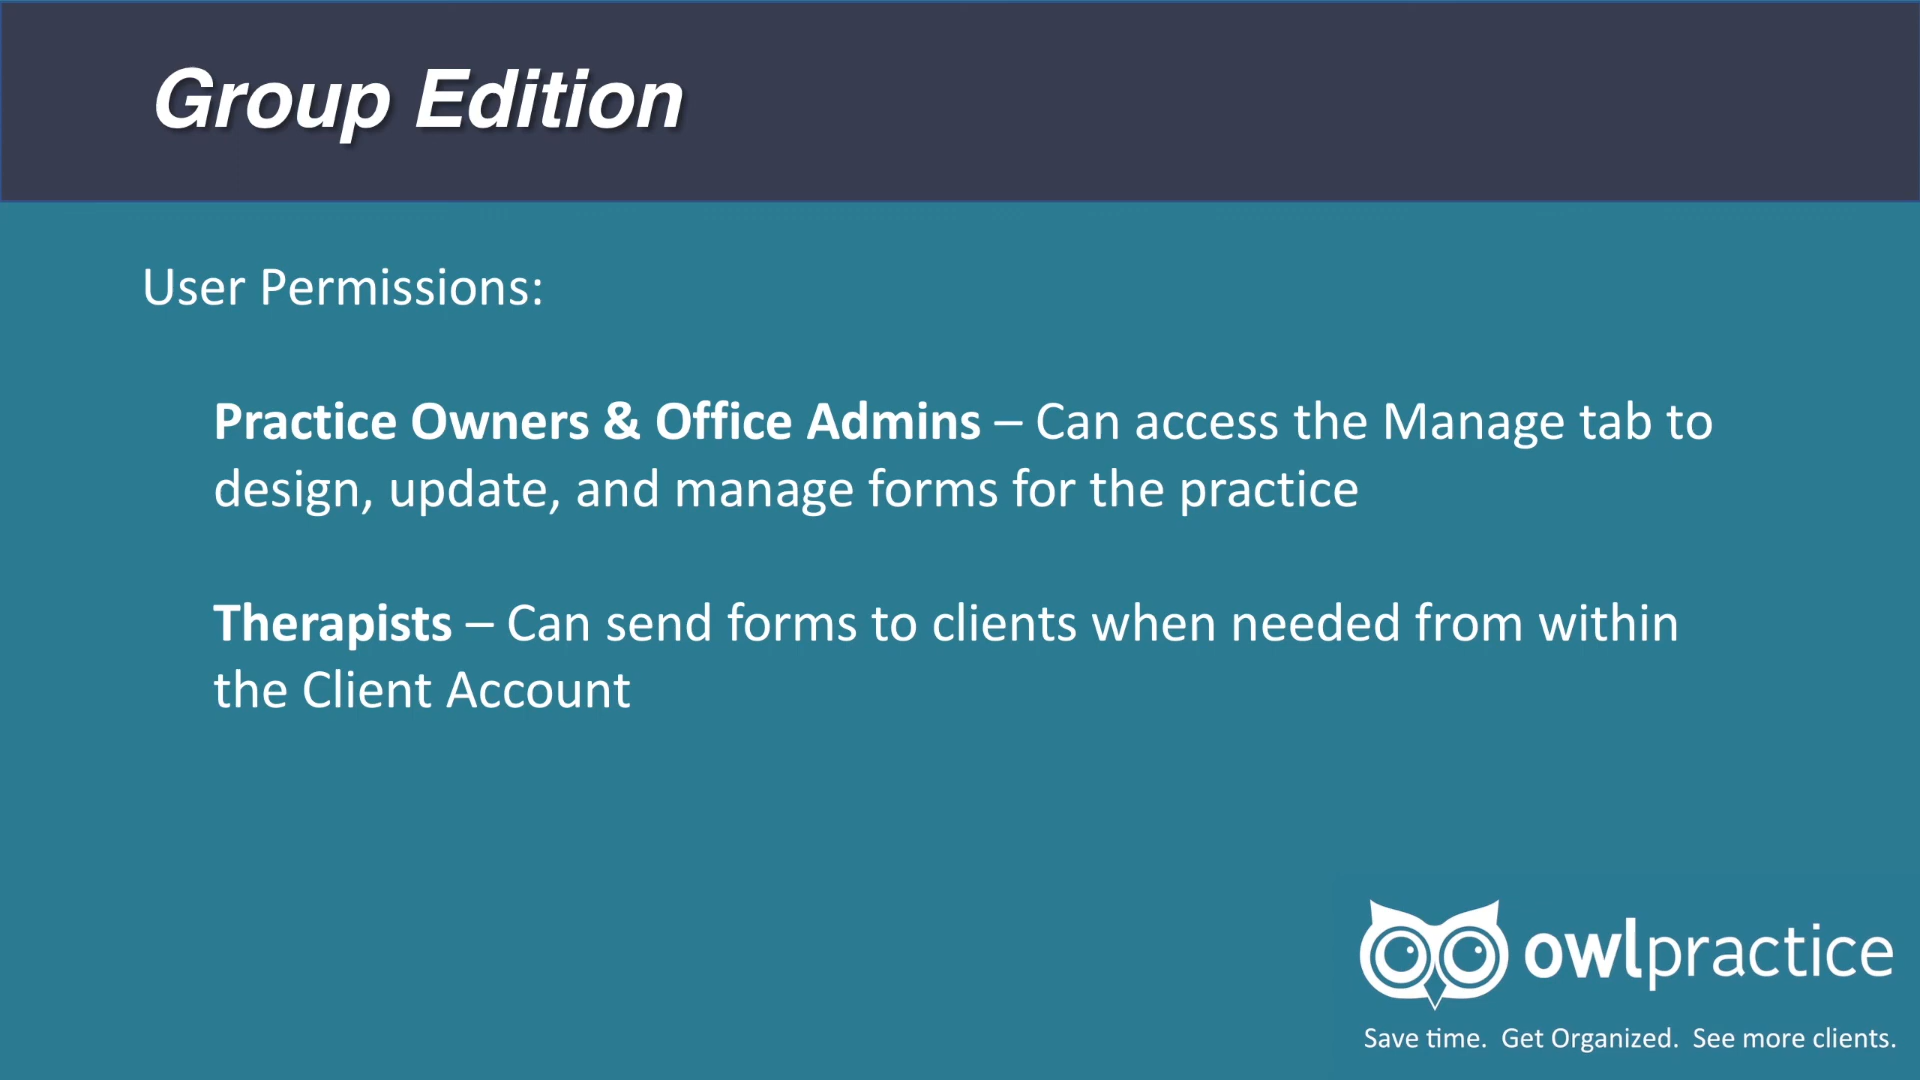 Group Edition
User Permissions:
Practice Owners & Office Admins – Can access the Manage tab to
design, update, and manage forms for the practice
Therapists – Can send forms to clients when needed from within
the Client Account
owlpractice
Save time. Get Organized. See more clients.